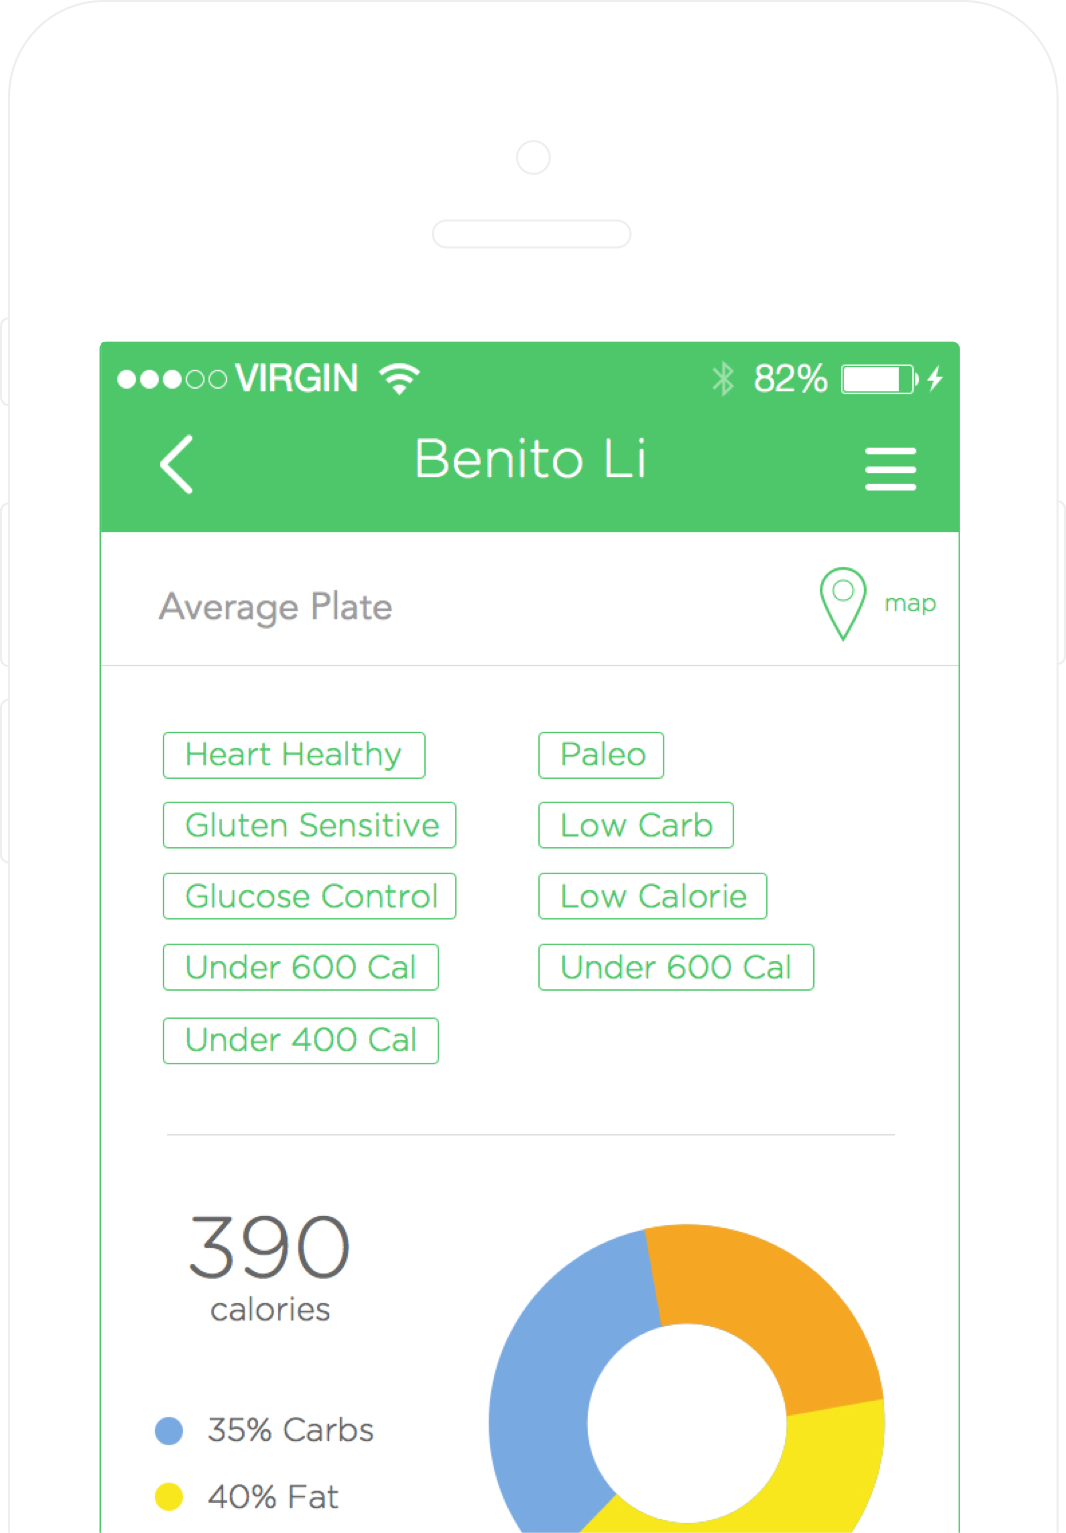 VIRGIN 82%
Benito Li
Average Plate
map
Heart Healthy
Paleo
Gluten Sensitive
Low Carb
Glucose Control
Low Calorie
Under 600 Cal
Under 600 Cal
Under 400 Cal
390
calories
35% Carbs
40% Fat